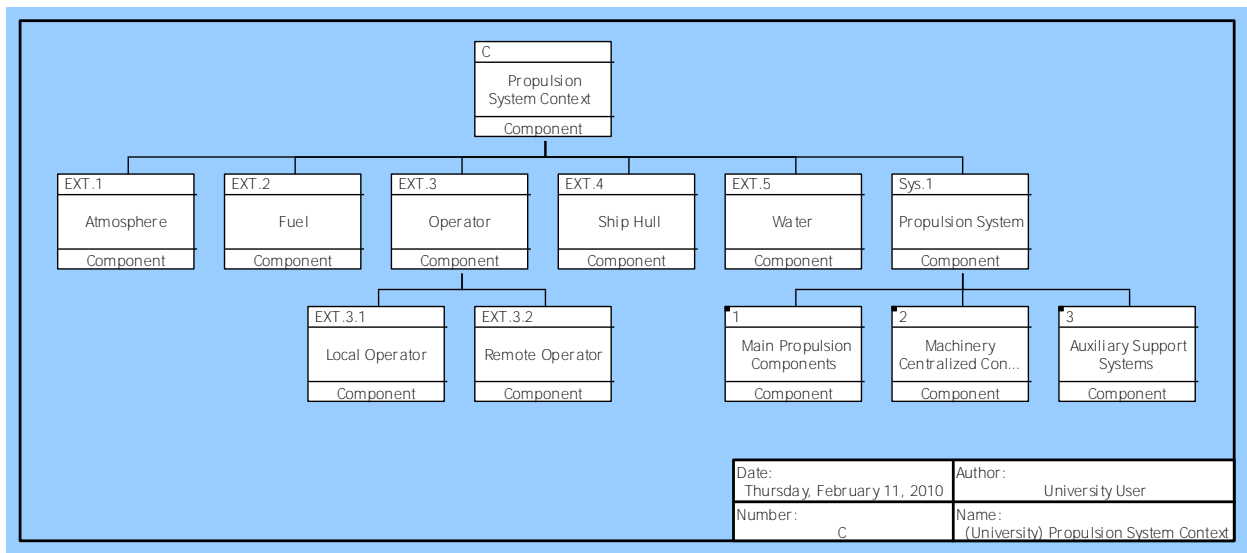 C
Propulsion
System Context
Component
EXT.1
Atmosphere
Component
EXT.2
Fuel
Component
EXT.3
Operator
Component
EXT.4
Ship Hull
Component
EXT.5
Water
Component
Sys.1
Propulsion System
Component
EXT.3.1
Local Operator
Component
EXT.3.2
Remote Operator
Component
1
Main Propulsion
Components
Component
2
Machinery
Centralized Con...
Component
3
Auxiliary Support
Systems
Component
Date:
Thursday, February 11, 2010
Author:
University User
Number:
C
Name:
(University) Propulsion System Context